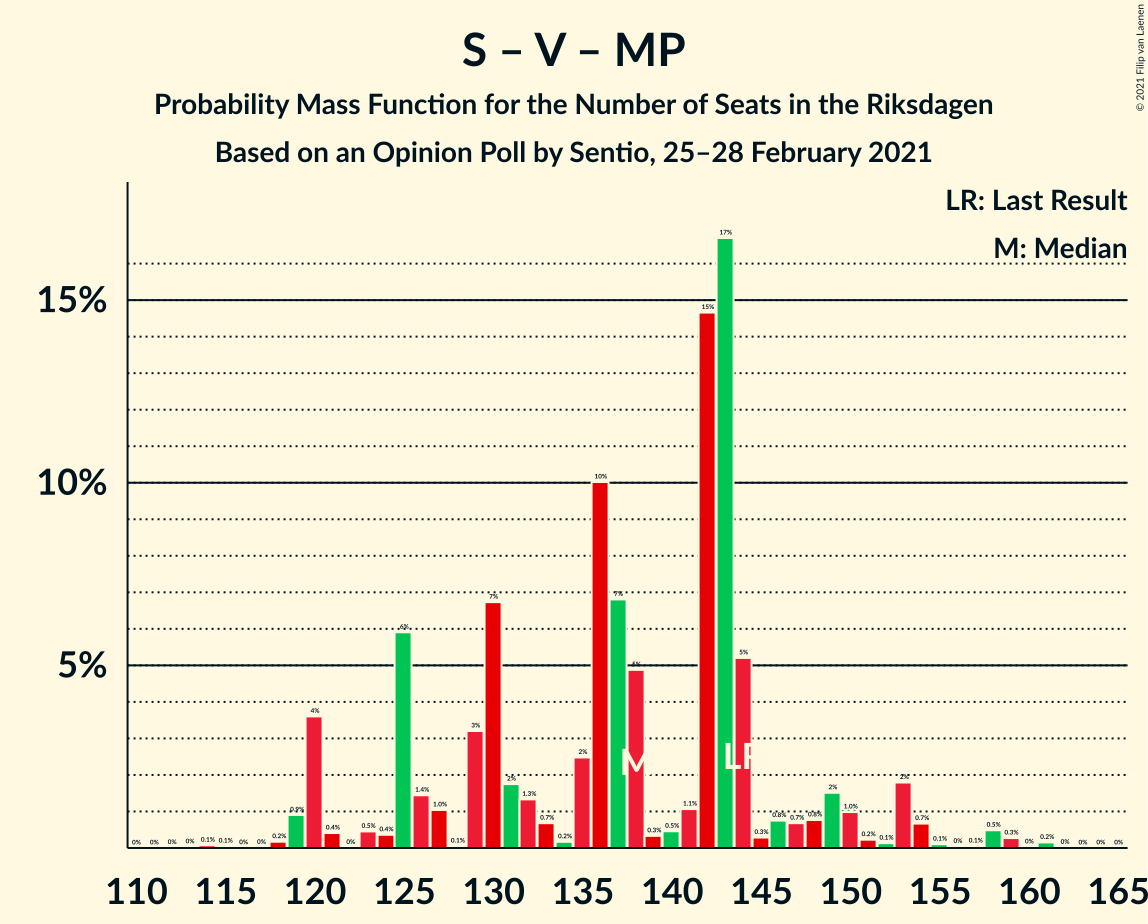 S – V – MP
Probability Mass Function for the Number of Seats in the Riksdagen
Based on an Opinion Poll by Sentio, 25–28 February 2021
© 2021 Filip van Laenen
LR: Last Result
M: Median
15%
10%
5%
0% 0% 0% 0% 0.1% 0.1% 0% 0% 0.2% 0.9% 4% 0.4% 0% 0.5% 0.4% 6% 1.4% 1.0% 0.1% 3% 7% 2% 1.3% 0.7% 0.2% 2% 10% 7% 5% 0.3% 0.5% 1.1% 15% 17% 5% 0.3% 0.8% 0.7% 0.8% 2% 1.0% 0.2% 0.1% 2% 0.7% 0.1% 0% 0.1% 0.5% 0.3% 0% 0.2% 0% 0% 0% 0%
M LR
110 115 120 125 130 135 140 145 150 155 160 165